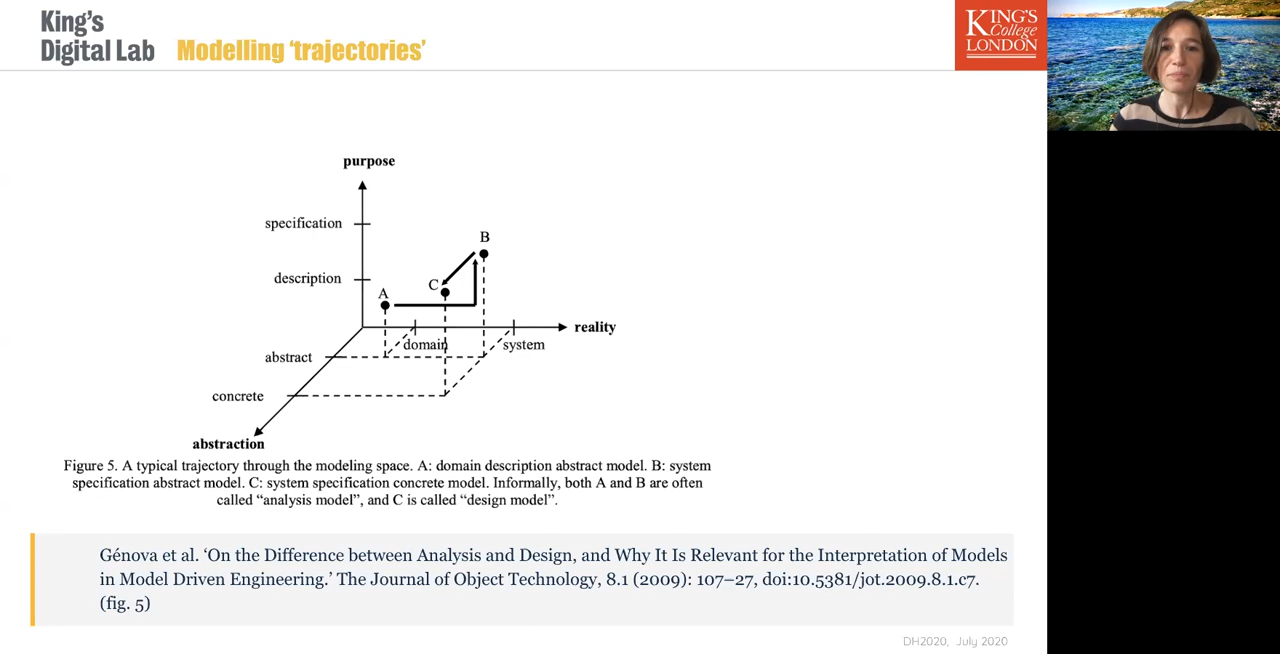 King's
Digital Lab
Modelling 'trajectories'
KING'S
College
LONDON
purpose
specification
B
description
C
A
reality
domain
system
abstract
concrete
abstraction
Figure 5. A typical trajectory through the modeling space. A: domain description abstract model. B: system
specification abstract model. C: system specification concrete model. Informally, both A and B are often
called “analysis model”, and C is called “design model”.
Génova et al. ‘On the Difference between Analysis and Design, and Why It Is Relevant for the Interpretation of Models
in Model Driven Engineering.’ The Journal of Object Technology, 8.1 (2009): 107–27, doi:10.5381/jot.2009.8.1.c7.
(fig. 5)
DH2020, July 2020